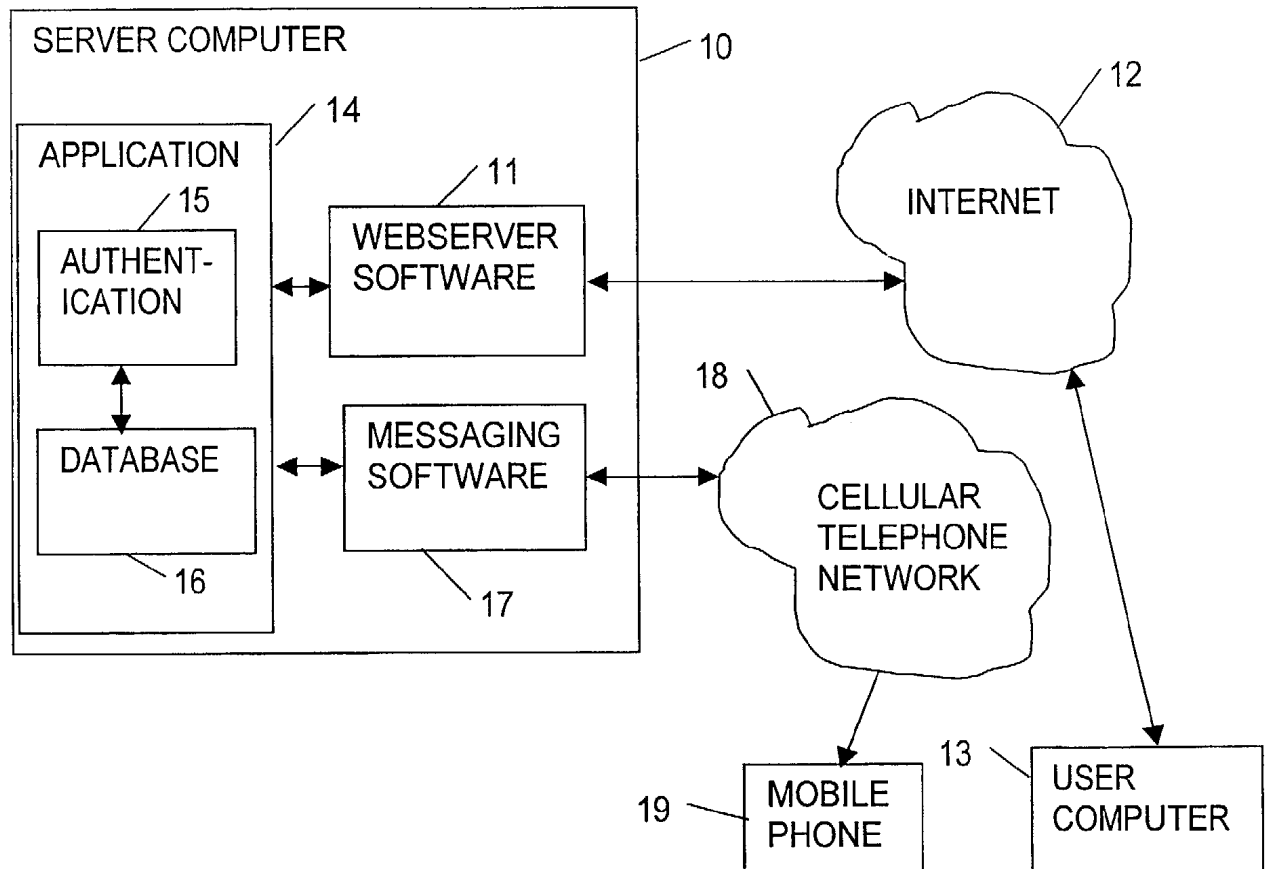 SERVER COMPUTER
10
14
APPLICATION
15
AUTHENT-
ICATION
DATABASE
16
11
WEBSERVER
SOFTWARE
MESSAGING
SOFTWARE
17
12
INTERNET
18
CELLULAR
TELEPHONE
NETWORK
19
MOBILE
PHONE
13
USER
COMPUTER